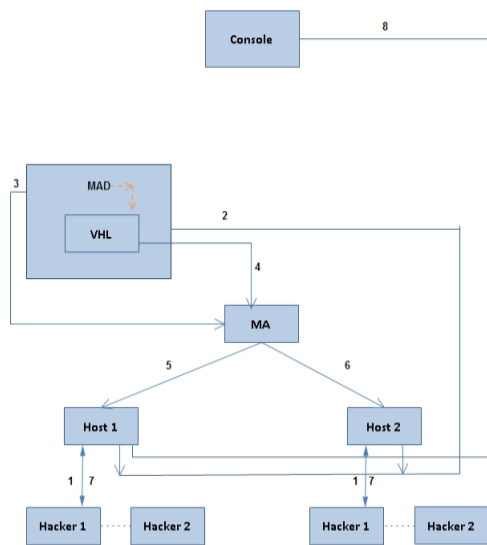 Console
8
3
MAD
2
VHL
4
MA
5
6
Host 1
Host 2
1 7
1 7
Hacker 1
Hacker 2
Hacker 1
Hacker 2